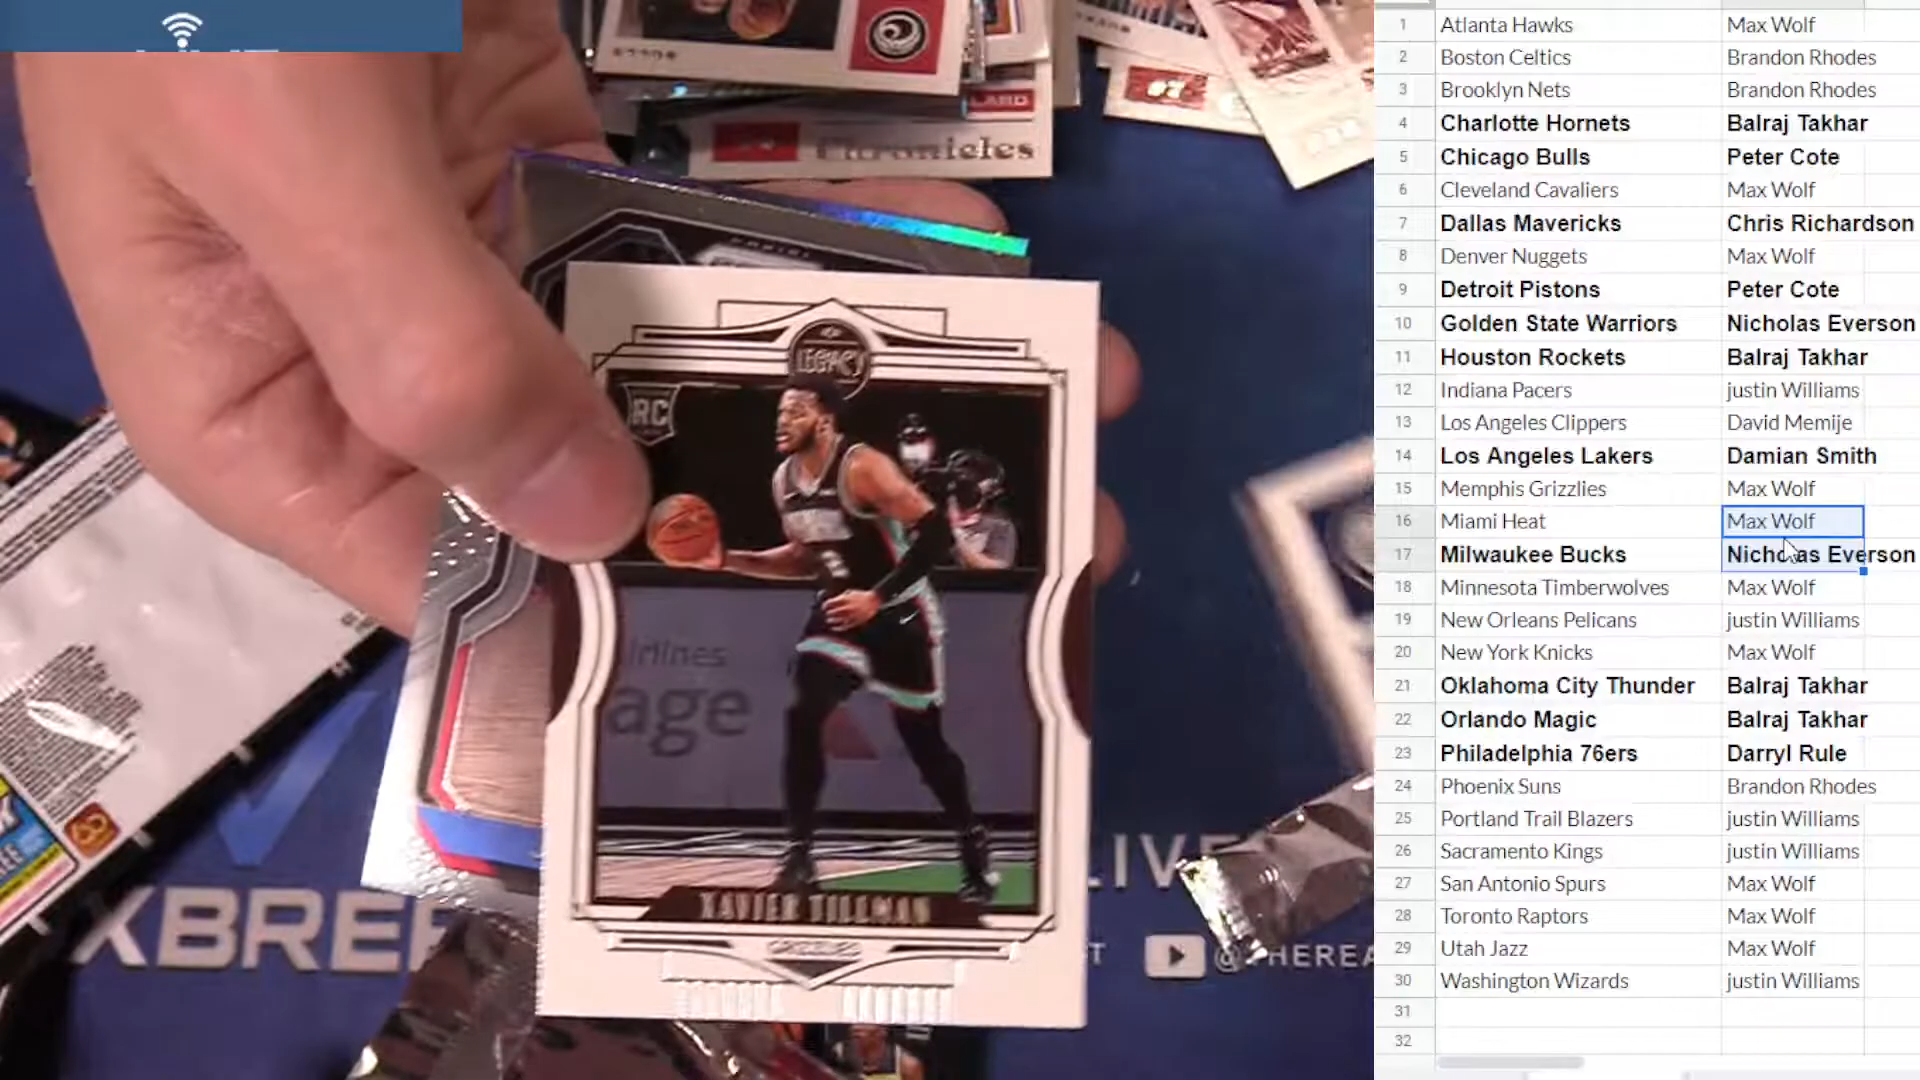 Chronicles
PANINI
LEGACY
RC
irlines
age
XAVIER TILLMAN
GRIZZLIES
XBRE
LIVE
1 Atlanta Hawks Max Wolf
2 Boston Celtics Brandon Rhodes
3 Brooklyn Nets Brandon Rhodes
4 Charlotte Hornets Balraj Takhar
5 Chicago Bulls Peter Cote
6 Cleveland Cavaliers Max Wolf
7 Dallas Mavericks Chris Richardson
8 Denver Nuggets Max Wolf
9 Detroit Pistons Peter Cote
10 Golden State Warriors Nicholas Everson
11 Houston Rockets Balraj Takhar
12 Indiana Pacers justin Williams
13 Los Angeles Clippers David Memije
14 Los Angeles Lakers Damian Smith
15 Memphis Grizzlies Max Wolf
16 Miami Heat Max Wolf
17 Milwaukee Bucks Nicholas Everson
18 Minnesota Timberwolves Max Wolf
19 New Orleans Pelicans justin Williams
20 New York Knicks Max Wolf
21 Oklahoma City Thunder Balraj Takhar
22 Orlando Magic Balraj Takhar
23 Philadelphia 76ers Darryl Rule
24 Phoenix Suns Brandon Rhodes
25 Portland Trail Blazers justin Williams
26 Sacramento Kings justin Williams
27 San Antonio Spurs Max Wolf
28 Toronto Raptors Max Wolf
29 Utah Jazz Max Wolf
30 Washington Wizards justin Williams
31
32